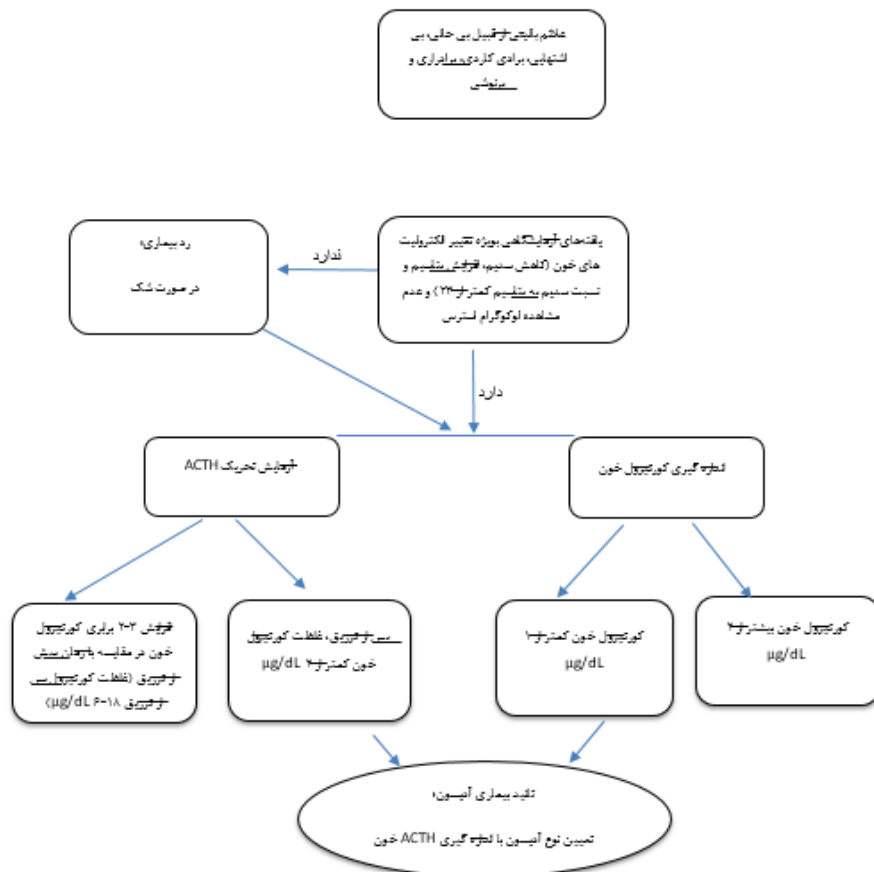 علائم بالینی از قبیل بی حالی، بی
اشتهایی، برادی کاردی، پرادراری و
پرنوشی
یافته‌های آزمایشگاهی بویژه تغییر الکترولیت
های خون (کاهش سدیم، افزایش پتاسیم و
نسبت سدیم به پتاسیم کمتر از ۲۴) و عدم
مشاهده لوکوگرام استرس
ندارد
رد بیماری؛
در صورت شک
دارد
اندازه گیری کورتیزول خون
آزمایش تحریک ACTH
کورتیزول خون بیشتر از ۲
µg/dL
کورتیزول خون کمتر از ۱
µg/dL
پس از تزریق، غلظت کورتیزول
خون کمتر از ۲ µg/dL
افزایش ۳-۲ برابری کورتیزول
خون در مقایسه با زمان پیش
از تزریق (غلظت کورتیزول پس
از تزریق ۱۸-۶ µg/dL)
تائید بیماری آدیسون؛
تعیین نوع آدیسون با اندازه گیری ACTH خون